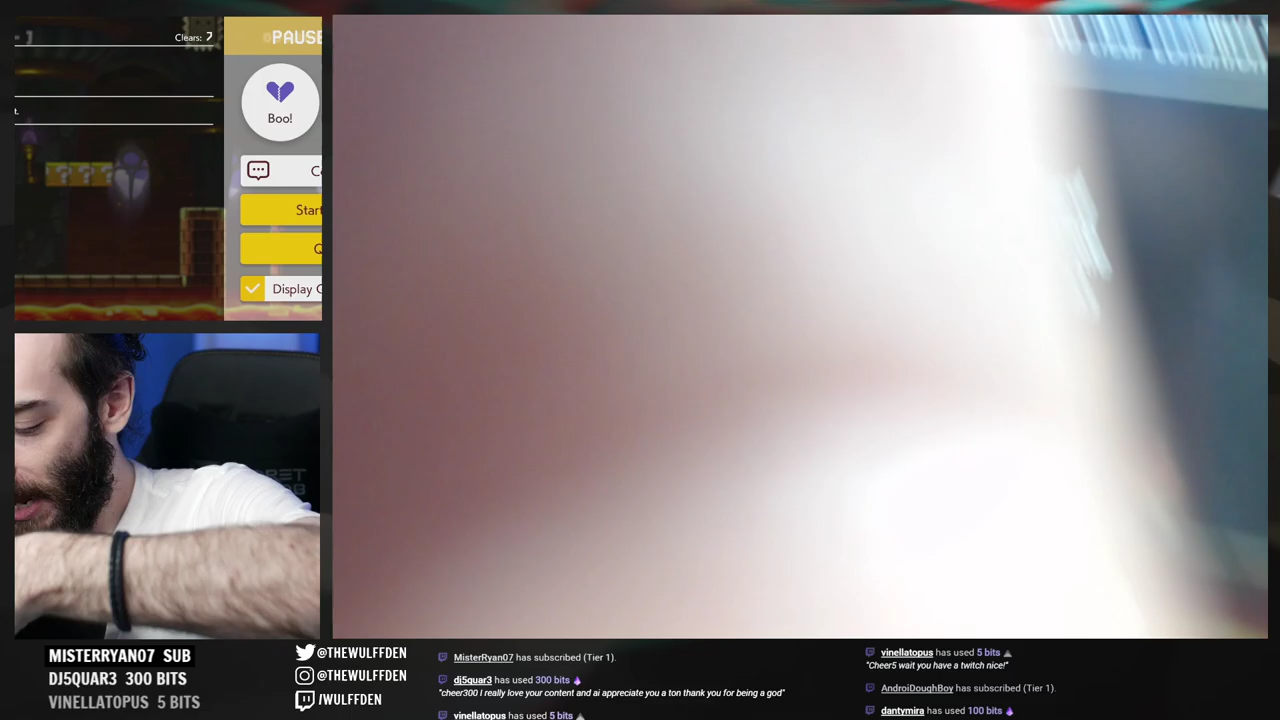 Clears: 7
PAUSE
Boo!
t.
Start
Display
MISTERRYAN07 SUB
DJ5QUAR3 300 BITS
VINELLATOPUS 5 BITS
@THEWULFFDEN
@THEWULFFDEN
/WULFFDEN
MisterRyan07 has subscribed (Tier 1).
dj5quar3 has used 300 bits
"cheer300 I really love your content and ai appreciate you a ton thank you for being a god"
vinellatopus has used 5 bits
vinellatopus has used 5 bits
"Cheer5 wait you have a twitch nice!"
AndroiDoughBoy has subscribed (Tier 1).
dantymira has used 100 bits